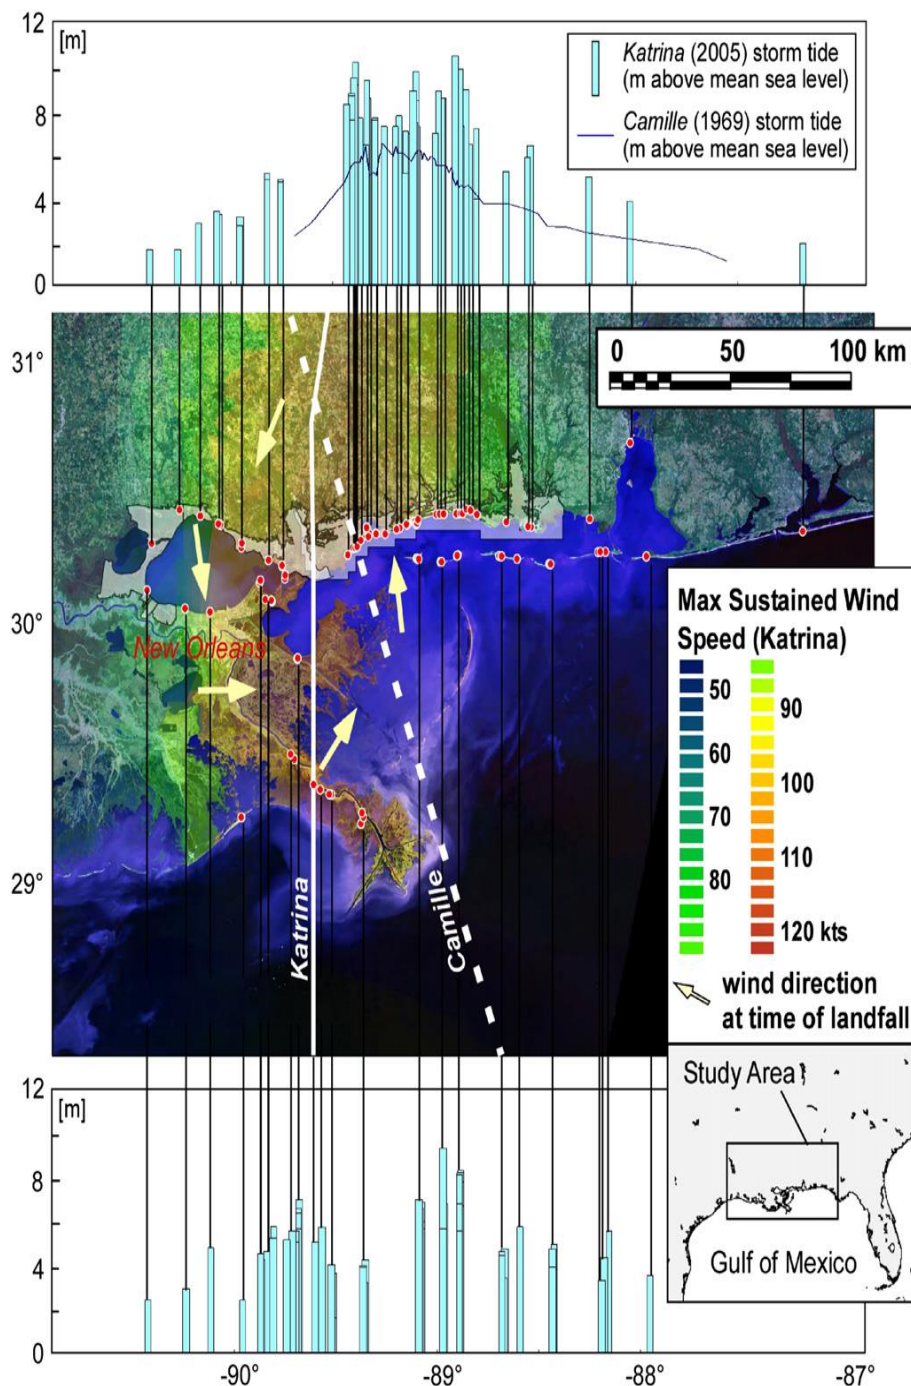 12
[m]
8
4
0
Katrina (2005) storm tide
(m above mean sea level)
Camille (1969) storm tide
(m above mean sea level)
31°
30°
29°
0 50 100 km
New Orleans
Katrina
Camille
Max Sustained Wind
Speed (Katrina)
50
60
70
80
90
100
110
120 kts
wind direction
at time of landfall
Study Area
Gulf of Mexico
12
[m]
8
4
0
-90° -89° -88° -87°